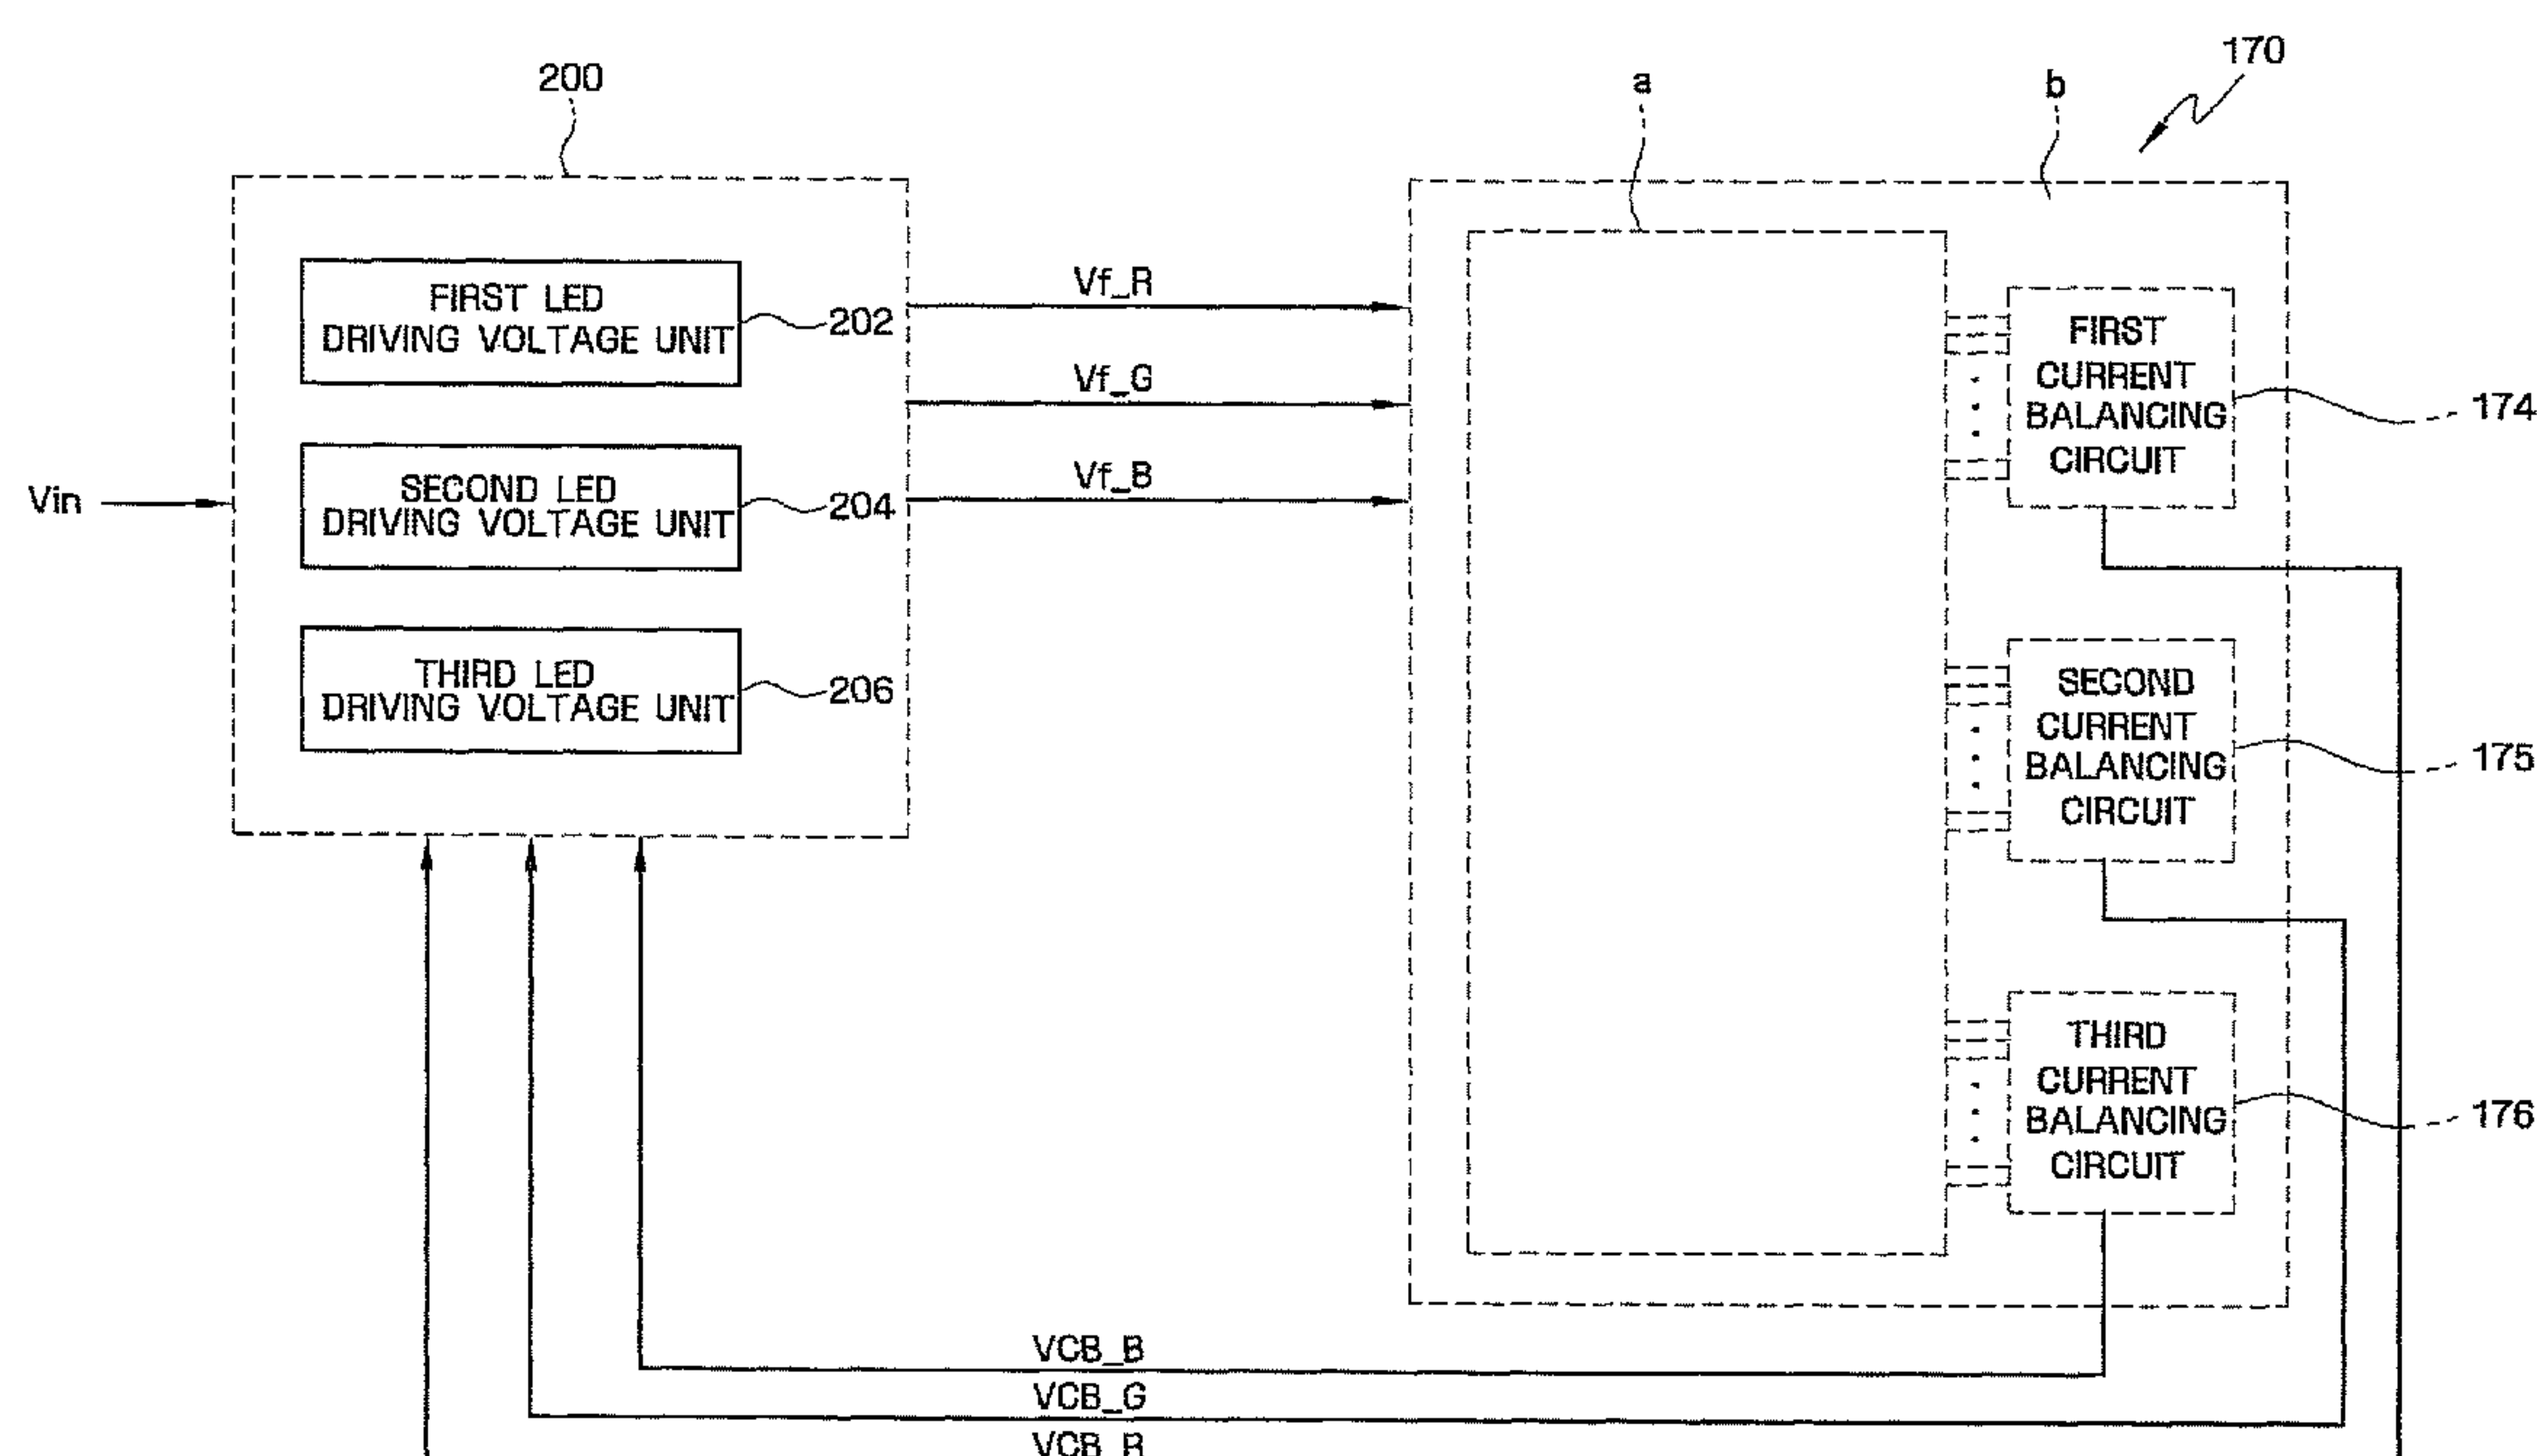 200
a
b
170
FIRST LED
DRIVING VOLTAGE UNIT
202
SECOND LED
DRIVING VOLTAGE UNIT
204
THIRD LED
DRIVING VOLTAGE UNIT
206
Vin
Vf_R
Vf_G
Vf_B
FIRST
CURRENT
BALANCING
CIRCUIT
174
SECOND
CURRENT
BALANCING
CIRCUIT
175
THIRD
CURRENT
BALANCING
CIRCUIT
176
VCB_B
VCB_G
VCB_R